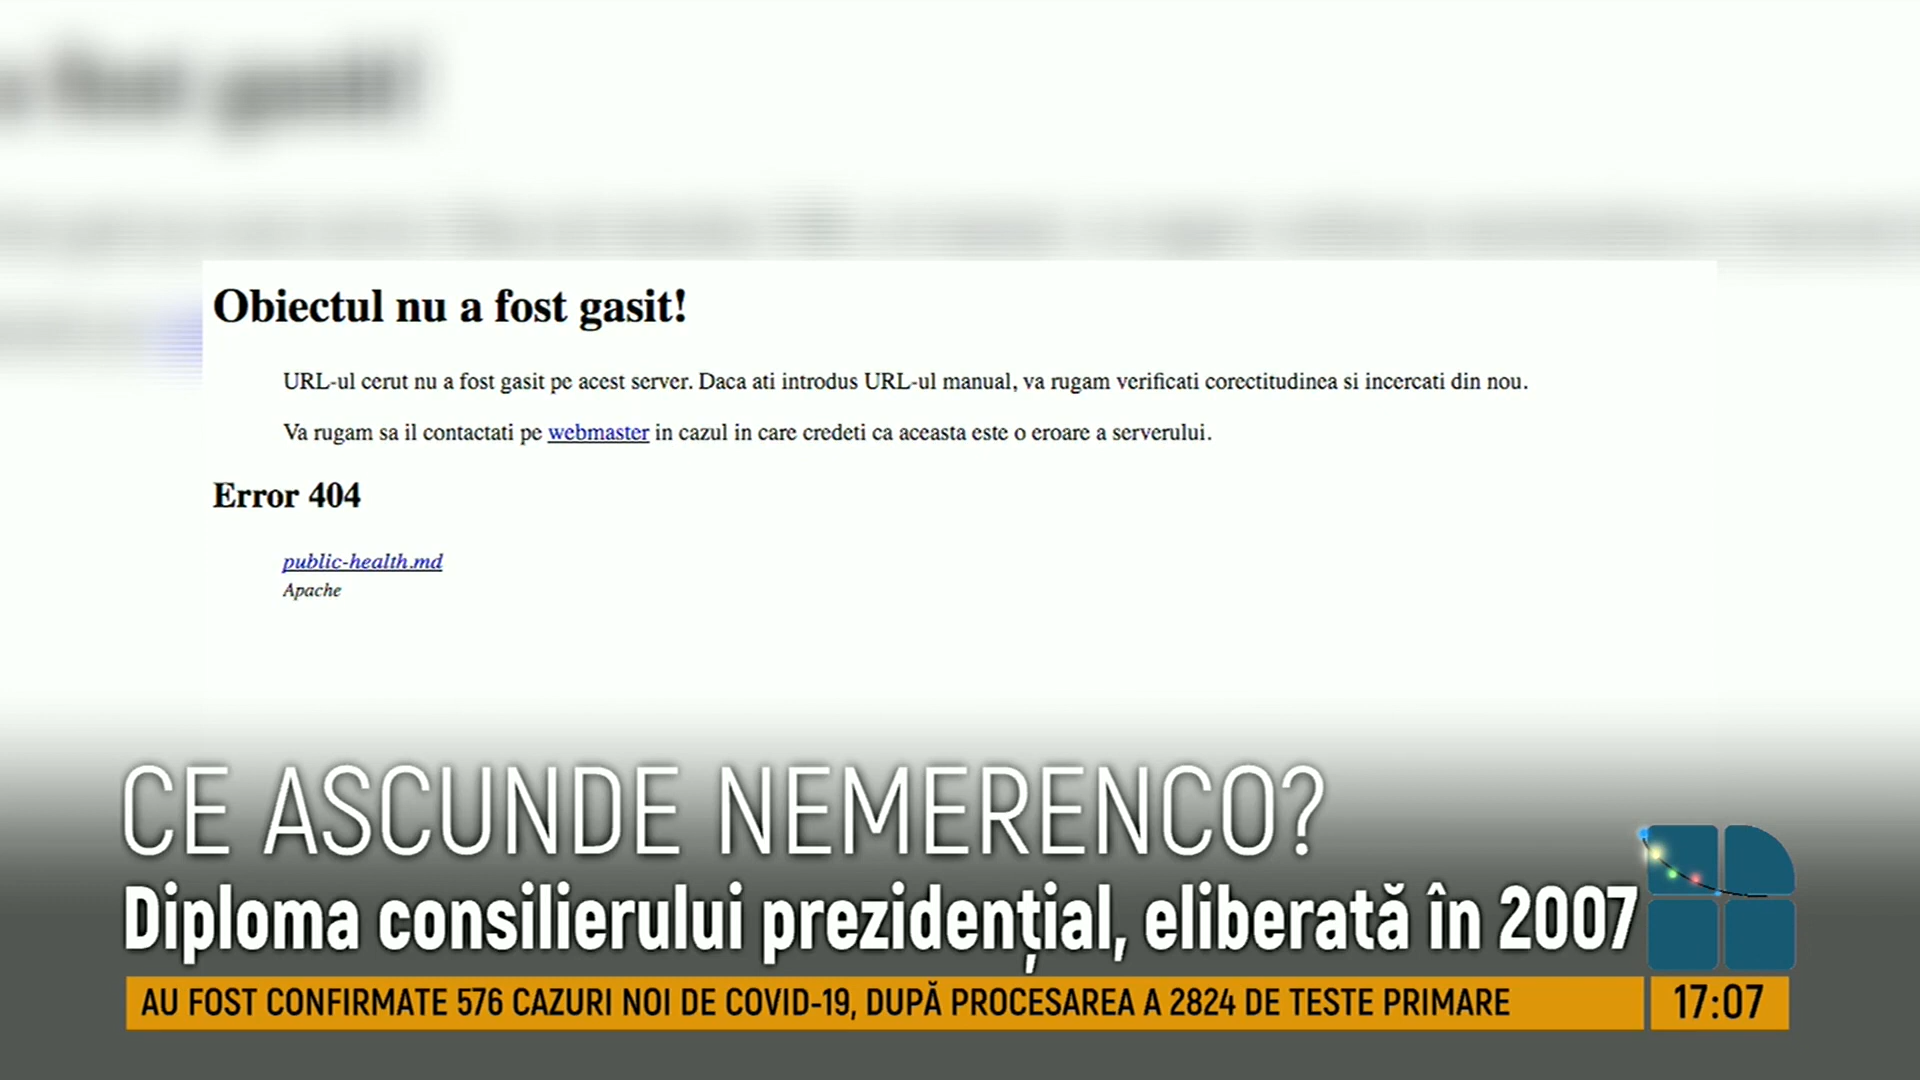 Obiectul nu a fost gasit!
URL-ul cerut nu a fost gasit pe acest server. Daca ati introdus URL-ul manual, va rugam verificati corectitudinea si incercati din nou.
Va rugam sa il contactati pe webmaster in cazul in care credeti ca aceasta este o eroare a serverului.
Error 404
public-health.md
Apache
CE ASCUNDE NEMERENCO?
Diploma consilierului prezidențial, eliberată în 2007
AU FOST CONFIRMATE 576 CAZURI NOI DE COVID-19, DUPĂ PROCESAREA A 2824 DE TESTE PRIMARE
17:07